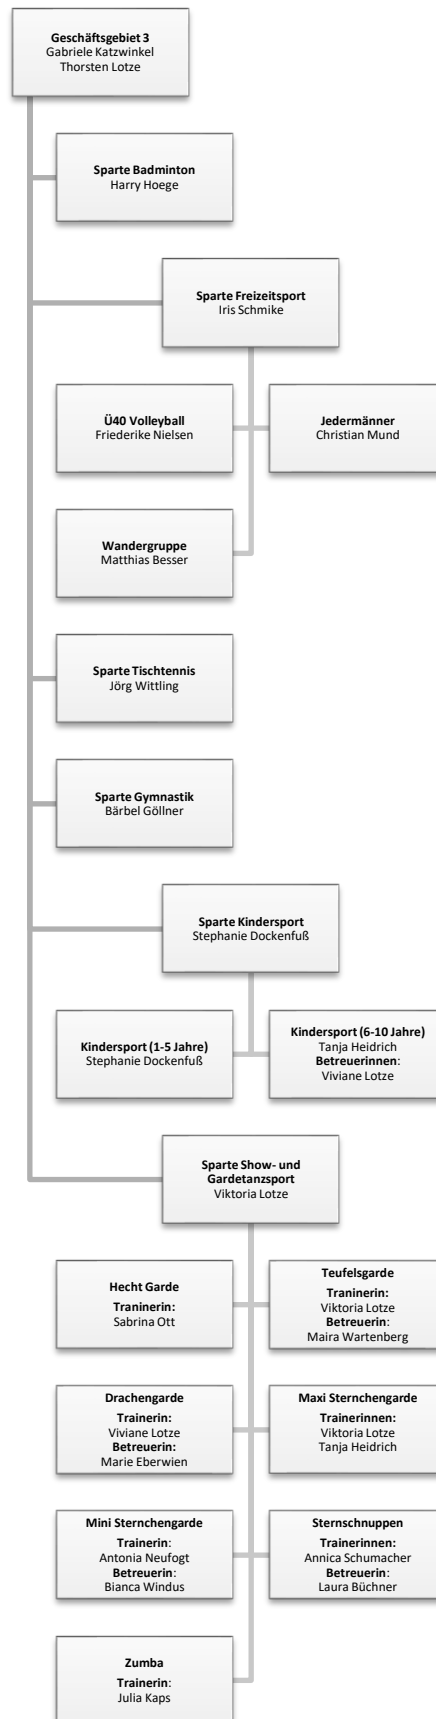 Geschäftsgebiet 3
Gabriele Katzwinkel
Thorsten Lotze
Sparte Badminton
Harry Hoege
Sparte Freizeitsport
Iris Schmike
Ü40 Volleyball
Friederike Nielsen
Jedermänner
Christian Mund
Wandergruppe
Matthias Besser
Sparte Tischtennis
Jörg Wittling
Sparte Gymnastik
Bärbel Göllner
Sparte Kindersport
Stephanie Dockenfuß
Kindersport (1-5 Jahre)
Stephanie Dockenfuß
Kindersport (6-10 Jahre)
Tanja Heidrich
Betreuerinnen:
Viviane Lotze
Sparte Show- und
Gardetanzsport
Viktoria Lotze
Hecht Garde
Traninerin:
Sabrina Ott
Teufelsgarde
Traninerin:
Viktoria Lotze
Betreuerin:
Maira Wartenberg
Drachengarde
Trainerin:
Viviane Lotze
Betreuerin:
Marie Eberwien
Maxi Sternchengarde
Trainerinnen:
Viktoria Lotze
Tanja Heidrich
Mini Sternchengarde
Trainerin:
Antonia Neufogt
Betreuerin:
Bianca Windus
Sternschnuppen
Trainerinnen:
Annica Schumacher
Betreuerin:
Laura Büchner
Zumba
Trainerin:
Julia Kaps